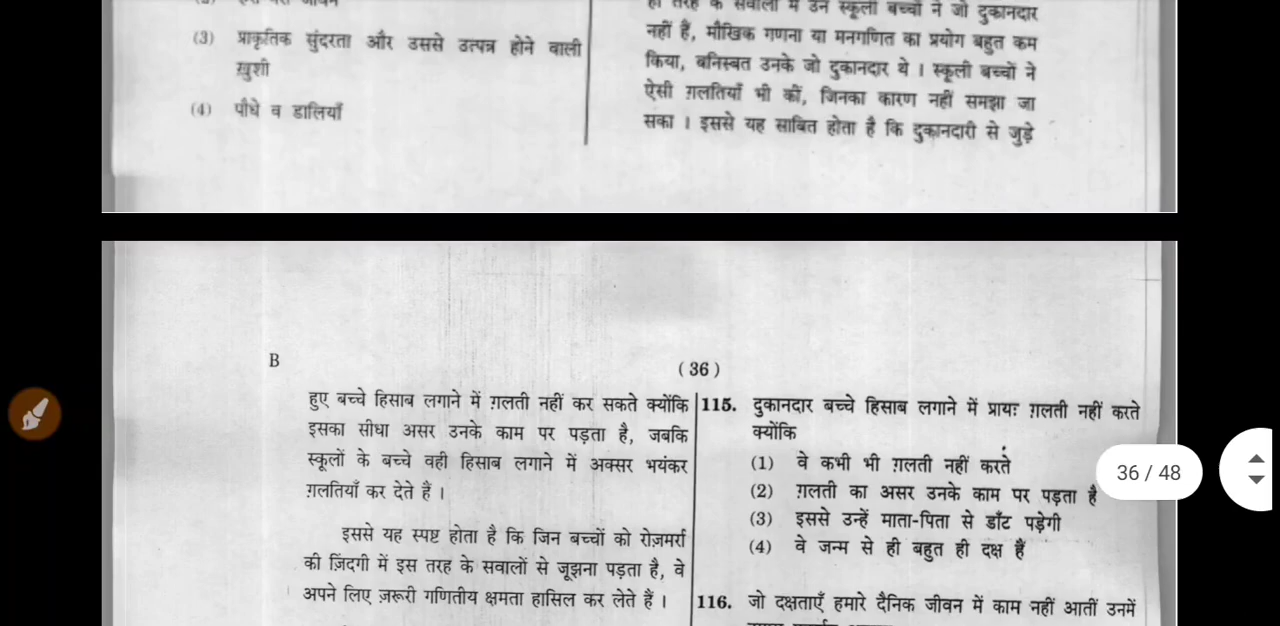 (3) प्राकृतिक सुंदरता और उससे उत्पन्न होने वाली
ख़ुशी
(4) पौधे व डालियाँ
ही तरह के सवालों में उन स्कूली बच्चों ने जो दुकानदार
नहीं हैं, मौखिक गणना या मनगणित का प्रयोग बहुत कम
किया, बनिस्बत उनके जो दुकानदार थे । स्कूली बच्चों ने
ऐसी ग़लतियाँ भी कीं, जिनका कारण नहीं समझा जा
सका । इससे यह साबित होता है कि दुकानदारी से जुड़े
B
( 36 )
हुए बच्चे हिसाब लगाने में ग़लती नहीं कर सकते क्योंकि
इसका सीधा असर उनके काम पर पड़ता है, जबकि
स्कूलों के बच्चे वही हिसाब लगाने में अक्सर भयंकर
ग़लतियाँ कर देते हैं ।
इससे यह स्पष्ट होता है कि जिन बच्चों को रोज़मर्रा
की ज़िंदगी में इस तरह के सवालों से जूझना पड़ता है, वे
अपने लिए ज़रूरी गणितीय क्षमता हासिल कर लेते हैं ।
115. दुकानदार बच्चे हिसाब लगाने में प्रायः ग़लती नहीं करते
क्योंकि
(1) वे कभी भी ग़लती नहीं करते
(2) ग़लती का असर उनके काम पर पड़ता है
(3) इससे उन्हें माता-पिता से डाँट पड़ेगी
(4) वे जन्म से ही बहुत ही दक्ष हैं
116. जो दक्षताएँ हमारे दैनिक जीवन में काम नहीं आतीं उनमें
36 / 48